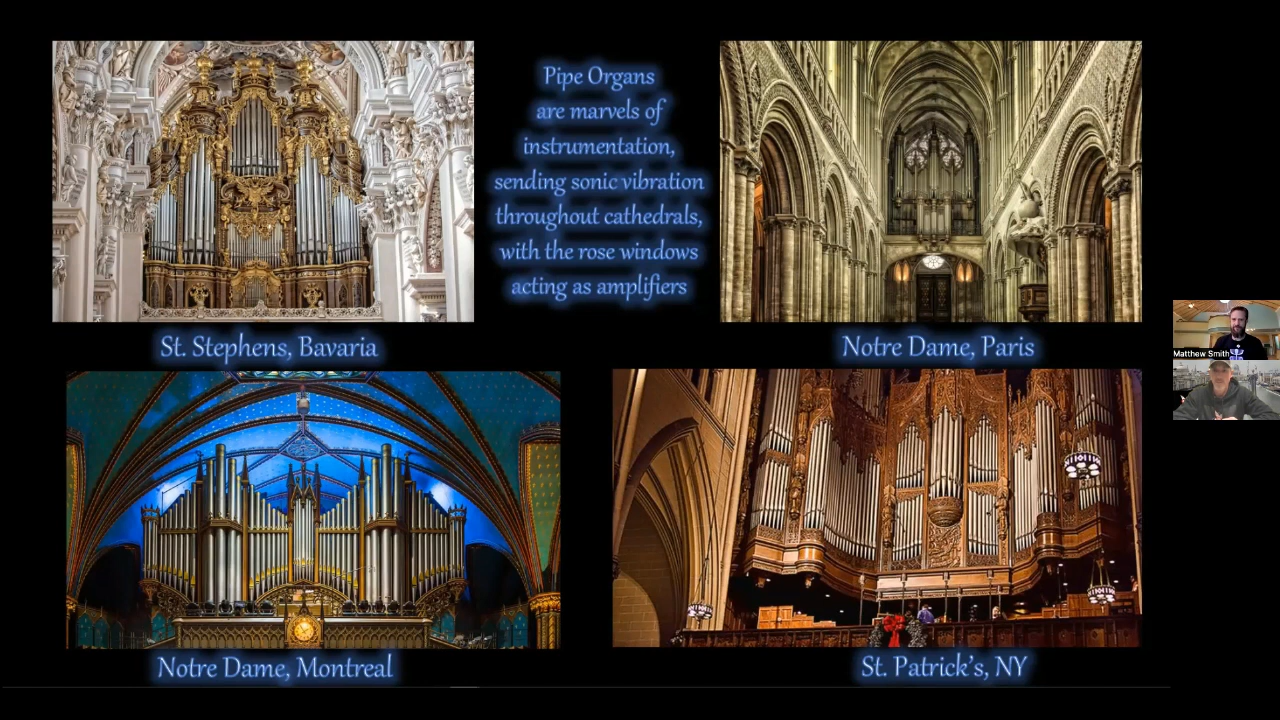 Pipe Organs
are marvels of
instrumentation,
sending sonic vibration
throughout cathedrals,
with the rose windows
acting as amplifiers
St. Stephens, Bavaria
Notre Dame, Paris
Matthew Smith
Notre Dame, Montreal
St. Patrick's, NY